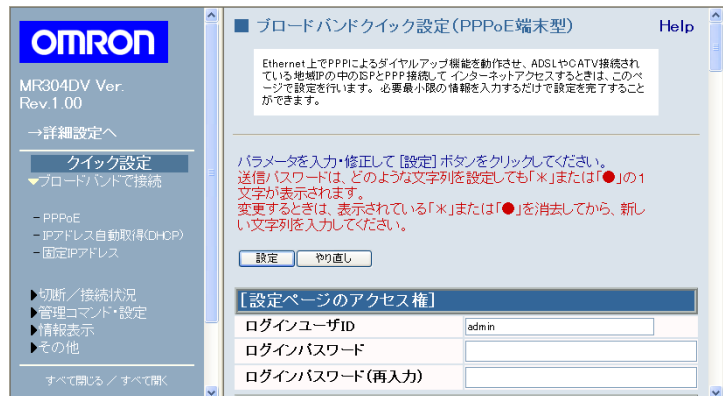 OMRON
MR304DV Ver.
Rev.1.00
→詳細設定へ
クイック設定
ブロードバンドで接続
- PPPoE
- IPアドレス自動取得(DHCP)
- 固定IPアドレス
切断／接続状況
管理コマンド・設定
情報表示
その他
すべて閉じる ／ すべて開く
■ ブロードバンドクイック設定(PPPoE端末型)
Help
Ethernet上でPPPによるダイヤルアップ機能を動作させ、ADSLやCATV接続され
ている地域IPの中のISPとPPP接続して インターネットアクセスするときは、このペ
ージで設定を行います。 必要最小限の情報を入力するだけで設定を完了すること
ができます。
パラメータを入力・修正して [設定] ボタンをクリックしてください。
送信パスワードは、どのような文字列を設定しても「＊」または「●」の1
文字が表示されます。
変更するときは、表示されている「＊」または「●」を消去してから、新し
い文字列を入力してください。
設定 やり直し
[設定ページのアクセス権]
ログインユーザID admin
ログインパスワード
ログインパスワード(再入力)